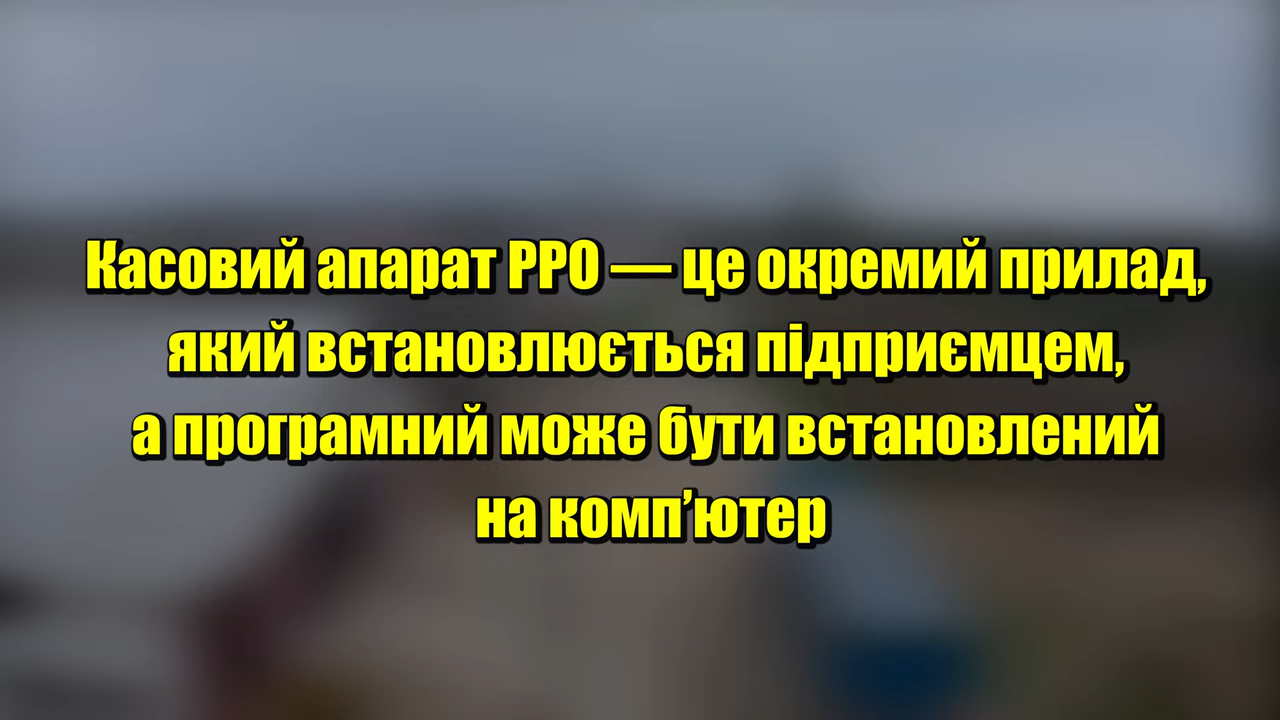 Касовий апарат РРО — це окремий прилад,
який встановлюється підприємцем,
а програмний може бути встановлений
на комп’ютер